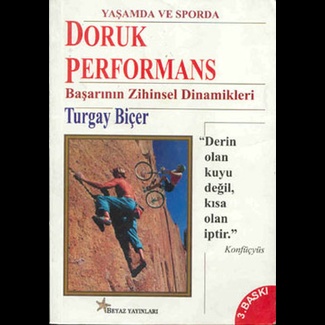 YAŞAMDA VE SPORDA
DORUK
PERFORMANS
Başarının Zihinsel Dinamikleri
Turgay Biçer
“Derin
olan
kuyu
değil,
kısa
olan
iptir.”
Konfüçyüs
3. BASKI
BEYAZ YAYINLARI